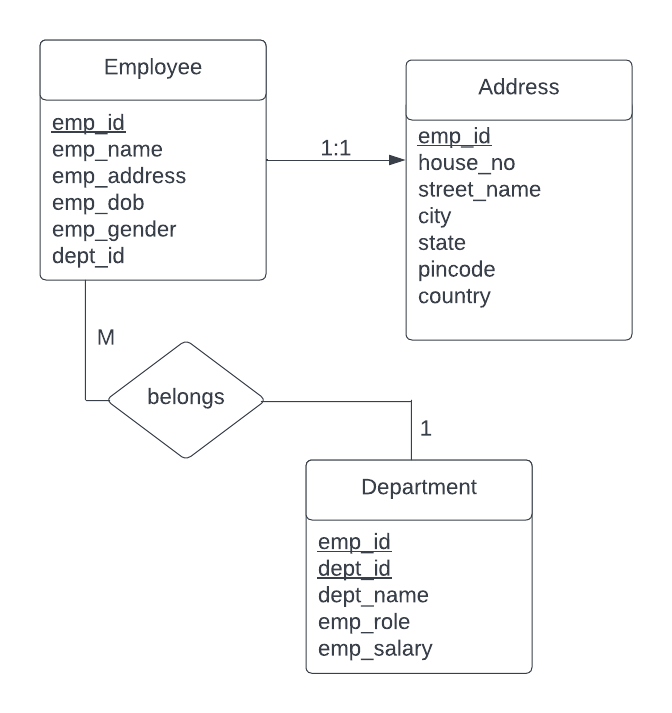 Employee
emp_id
emp_name
emp_address
emp_dob
emp_gender
dept_id
1:1
Address
emp_id
house_no
street_name
city
state
pincode
country
M
belongs
1
Department
emp_id
dept_id
dept_name
emp_role
emp_salary